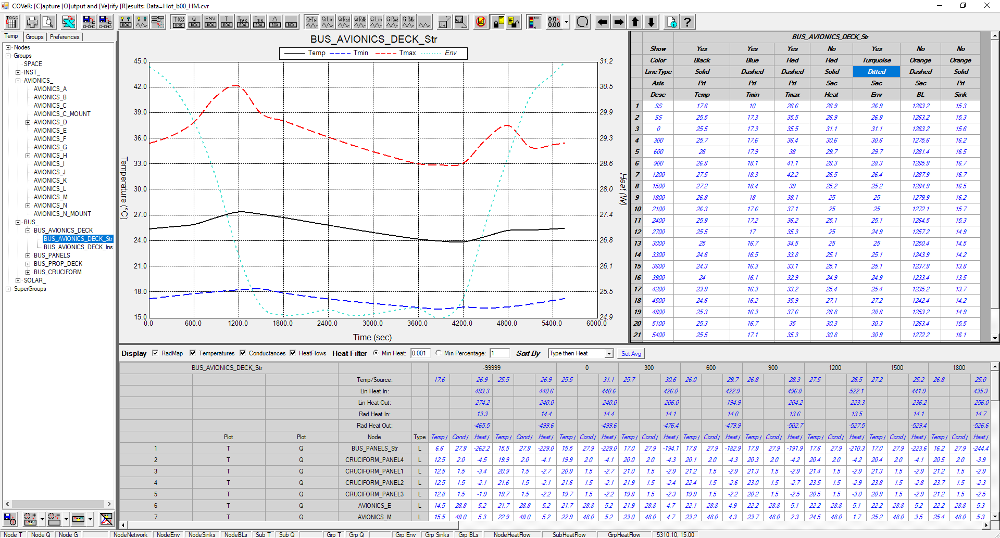 COVeR: [C]apture [O]utput and [Ve]rify [R]esults: Data=Hot_b00_HM.cvr
TQGC T(Q) BOX Q BOX ENV BOX T BOX TMAX BOX TMIN BOX Δ BOX BOX Q-Tot Q-Lin Q-Rad Q-Rdk G-Lin G-Rad G-Rdk Lin Rad 0.0 0.00 ?
Temp Groups Preferences
Nodes
Groups
SPACE
INST_
AVIONICS_
AVIONICS_A
AVIONICS_B
AVIONICS_C
AVIONICS_C_MOUNT
AVIONICS_D
AVIONICS_E
AVIONICS_F
AVIONICS_G
AVIONICS_H
AVIONICS_I
AVIONICS_J
AVIONICS_K
AVIONICS_L
AVIONICS_M
AVIONICS_N
AVIONICS_N_MOUNT
BUS_
BUS_AVIONICS_DECK
BUS_AVIONICS_DECK_Str
BUS_AVIONICS_DECK_Ins
BUS_PANELS
BUS_PROP_DECK
BUS_CRUCIFORM
SOLAR_
SuperGroups
BUS_AVIONICS_DECK_Str
Temp Tmin Tmax Env
45.0 31.2
42.0 30.5
39.0 29.9
36.0 29.3
33.0 28.6
30.0 28.0
27.0 27.4
24.0 26.8
21.0 26.1
18.0 25.5
15.0 24.9
Temperature (°C)
Heat (W)
0.0 600.0 1200.0 1800.0 2400.0 3000.0 3600.0 4200.0 4800.0 5400.0 6000.0
Time (sec)
BUS_AVIONICS_DECK_Str
Show Yes Yes Yes No Yes No No
Color Black Blue Red Red Turquoise Orange Orange
LineType Solid Dashed Dashed Solid Ditted Dashed Solid
Axis Pri Pri Pri Sec Sec Sec Pri
Desc Temp Tmin Tmax Heat Env BL Sink
1 SS 17.6 10 26.6 26.9 26.9 1263.2 15.3
2 SS 25.5 17.3 35.5 26.9 26.9 1263.2 15.3
3 0 25.5 17.3 35.5 31.1 31.1 1263.2 15.6
4 300 25.7 17.6 36.4 30.6 30.6 1275.6 16.2
5 600 26 17.9 38 29.7 29.7 1281.4 16.5
6 900 26.8 18.1 41.1 28.3 28.3 1285.9 16.7
7 1200 27.5 18.3 42.2 26.5 26.4 1287.9 16.7
8 1500 27.2 18.4 39 25.2 25.2 1284.9 16.5
9 1800 26.8 18 38.1 25 25 1279.9 16.2
10 2100 26.3 17.6 37.1 25 25 1272.1 15.7
11 2400 25.9 17.2 36.2 25.1 25.1 1264.5 15.3
12 2700 25.5 17 35.3 25 24.9 1257.2 14.9
13 3000 25 16.7 34.5 25 25 1250.4 14.5
14 3300 24.6 16.5 33.8 25.1 25.1 1243.9 14.2
15 3600 24.3 16.3 33.1 25.1 25.1 1237.9 13.8
16 3900 24 16.1 32.9 24.9 24.9 1233.4 13.5
17 4200 23.9 16.3 33.2 25.4 25.4 1235.2 13.7
18 4500 24.6 16.2 35.9 27.1 27.2 1242.4 14.2
19 4800 25.3 16.3 37.6 28.8 28.8 1253.2 14.9
20 5100 25.3 16.7 35 30.3 30.3 1263.4 15.5
21 5400 25.5 17.1 35.3 30.8 30.9 1272.2 16.1
Display RadMap Temperatures Conductances HeatFlows Heat Filter Min Heat: 0.001 Min Percentage: 1 Sort By Type then Heat Set Avg
BUS_AVIONICS_DECK_Str -99999 0 300 600 900 1200 1500 1800
Temp/Source: 17.6 26.9 25.5 26.9 25.5 31.1 25.7 30.6 26.0 29.7 26.8 28.3 27.5 26.5 27.2 25.2 26.8 25.0
Lin Heat In: 493.3 440.6 440.6 426.0 422.9 496.8 522.1 441.9 435.3
Lin Heat Out: -274.2 -240.0 -240.0 -206.0 -194.9 -204.2 -223.3 -236.2 -256.0
Rad Heat In: 13.3 14.4 14.4 14.1 14.0 13.6 13.5 14.1 14.7
Rad Heat Out: -465.5 -499.6 -499.6 -476.4 -479.9 -502.7 -527.5 -529.4 -526.6
Plot Plot Node Type Temp j Cond j Heat j Temp j Cond j Heat j Temp j Cond j Heat j Temp j Cond j Heat j Temp j Cond j Heat j Temp j Cond j Heat j Temp j Cond j Heat j Temp j Cond j Heat j Temp j Cond j Heat j
1 T Q BUS_PANELS_Str L 6.6 27.9 -262.2 15.5 27.9 -229.0 15.5 27.9 -229.0 17.0 27.9 -194.1 17.8 27.9 -182.9 17.9 27.9 -191.9 17.6 27.9 -210.3 17.0 27.9 -223.6 16.2 27.9 -244.4
2 T Q CRUCIFORM_PANEL4 L 12.5 2.0 -4.5 19.9 2.0 -4.1 19.9 2.0 -4.1 20.0 2.0 -4.3 20.1 2.0 -4.3 20.3 2.0 -4.2 20.4 2.0 -4.2 20.4 2.0 -4.1 20.5 2.0 -3.9
3 T Q CRUCIFORM_PANEL1 L 12.5 1.5 -3.4 20.9 1.5 -2.7 20.9 1.5 -2.7 21.0 1.5 -2.9 21.2 1.5 -2.9 21.3 1.5 -2.9 21.4 1.5 -2.9 21.3 1.5 -2.9 21.2 1.5 -2.9
4 T Q CRUCIFORM_PANEL2 L 12.5 1.5 -2.1 21.6 1.5 -2.1 21.6 1.5 -2.1 21.9 1.5 -2.4 22.4 1.5 -2.6 23.0 1.5 -2.7 23.5 1.5 -2.9 23.8 1.5 -2.8 23.7 1.5 -2.3
5 T Q CRUCIFORM_PANEL3 L 12.8 1.5 -1.9 19.7 1.5 -2.2 19.7 1.5 -2.2 19.8 1.5 -2.3 19.9 1.5 -2.2 20.2 1.5 -2.5 20.5 1.5 -3.0 20.9 1.5 -2.9 21.2 1.5 -2.5
6 T Q AVIONICS_E L 14.5 28.8 5.2 21.7 28.8 5.2 21.7 28.8 5.2 21.9 28.8 4.7 22.1 28.8 4.9 22.2 28.8 5.1 22.2 28.8 5.1 22.2 28.8 5.2 22.2 28.8 5.3
7 T Q AVIONICS_M L 15.5 48.0 5.3 22.9 48.0 5.2 22.9 48.0 5.2 23.0 48.0 4.7 23.2 48.0 4.3 23.7 48.0 2.3 24.5 48.0 1.7 25.2 48.0 3.5 25.4 48.0 5.3
Node T Node Q Node G NodeNetwork NodeEnv NodeSinks NodeBLs Sub T Sub Q Grp T Grp Q Grp Env Grp Sinks Grp BLs NodeHeatFlow SubHeatFlow GrpHeatFlow 5310.10, 15.00